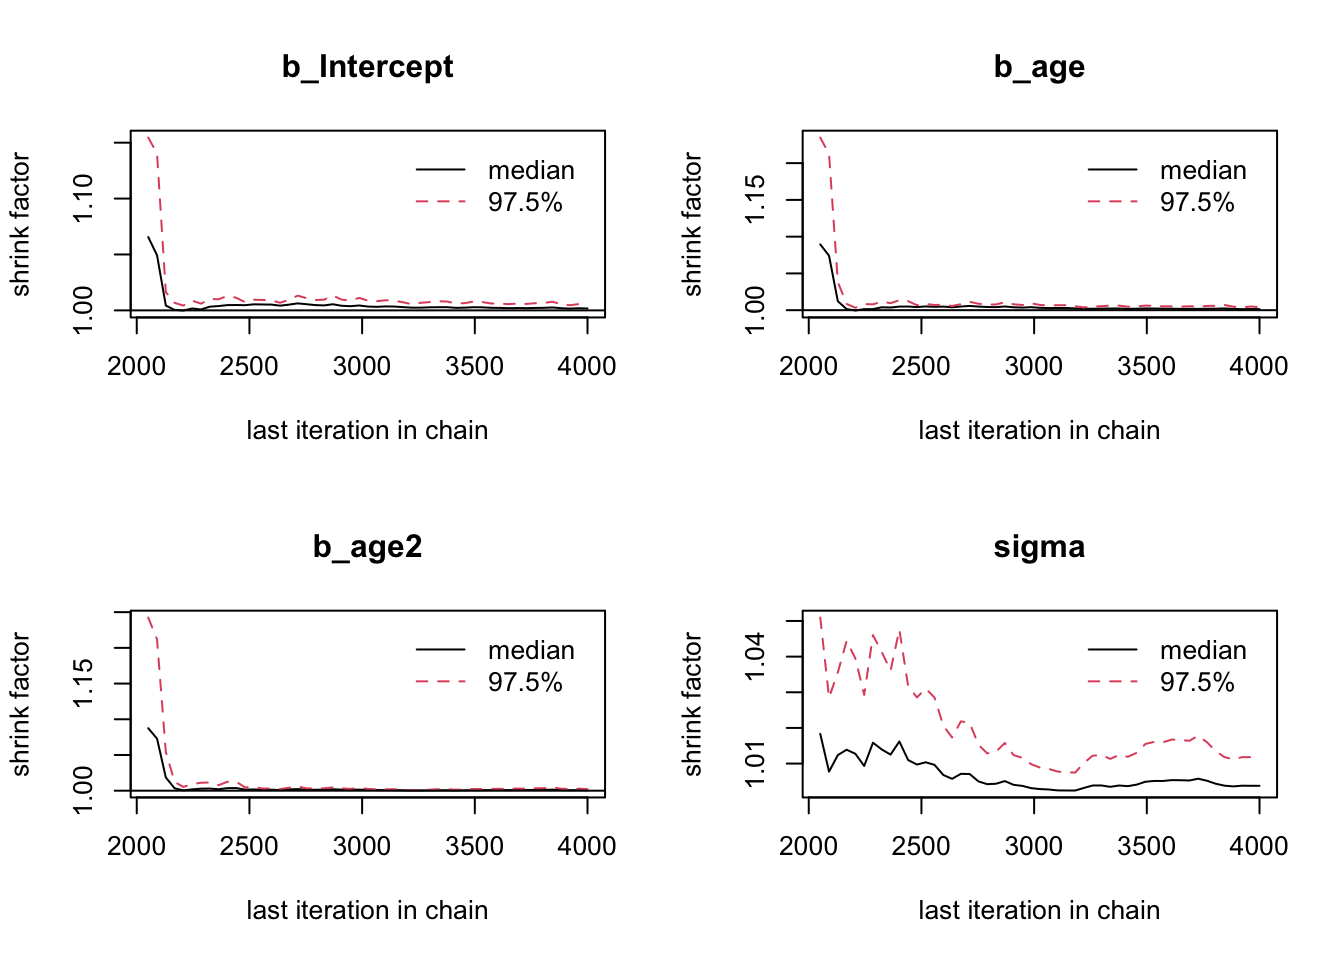 b_Intercept
shrink factor
1.00
1.10
median
97.5%
2000 2500 3000 3500 4000
last iteration in chain
b_age
shrink factor
1.00
1.15
median
97.5%
2000 2500 3000 3500 4000
last iteration in chain
b_age2
shrink factor
1.00
1.15
median
97.5%
2000 2500 3000 3500 4000
last iteration in chain
sigma
shrink factor
1.01
1.04
median
97.5%
2000 2500 3000 3500 4000
last iteration in chain